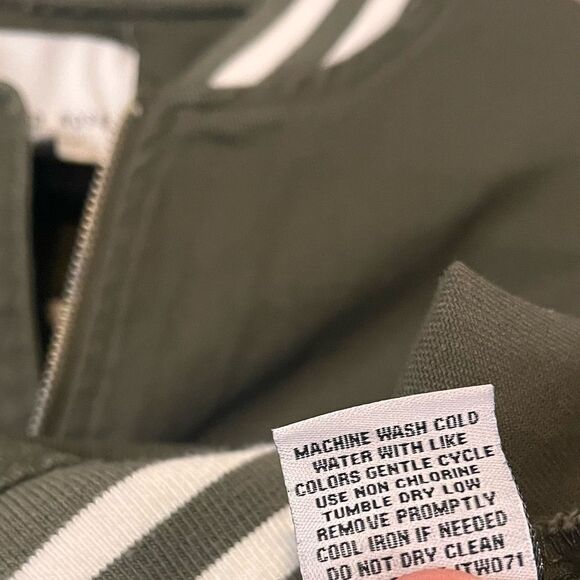 MACHINE WASH COLD
WATER WITH LIKE
COLORS GENTLE CYCLE
USE NON CHLORINE
TUMBLE DRY LOW
REMOVE PROMPTLY
COOL IRON IF NEEDED
DO NOT DRY CLEAN